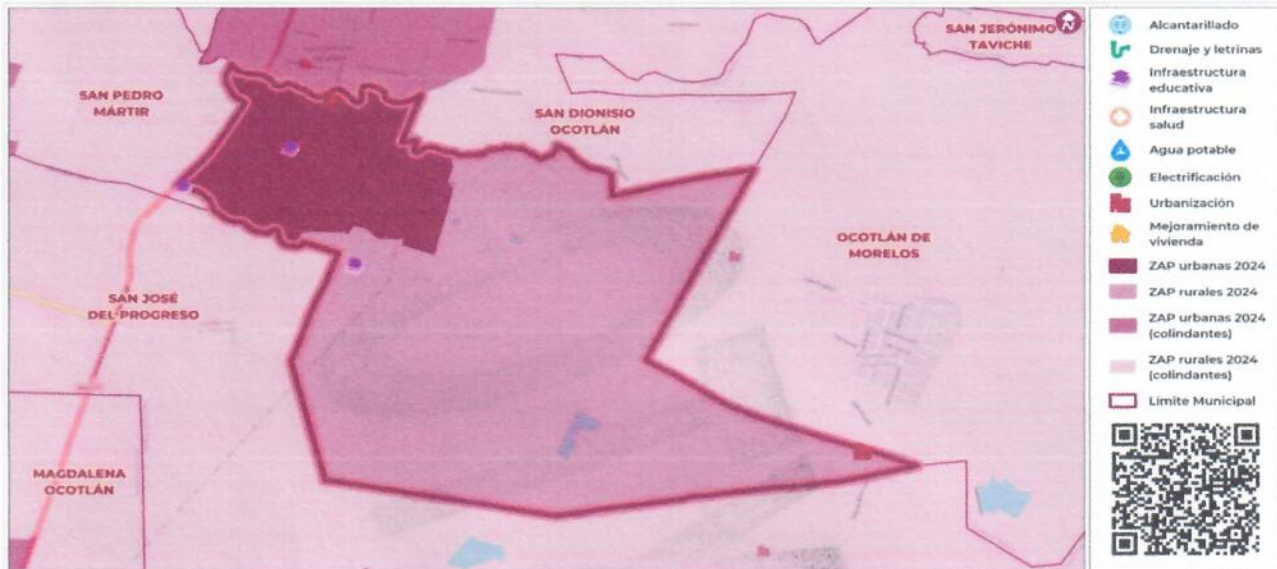 SAN PEDRO
MÁRTIR
SAN JERÓNIMO
TAVICHE
SAN DIONISIO
OCOTLÁN
OCOTLÁN DE
MORELOS
SAN JOSÉ
DEL PROGRESO
MAGDALENA
OCOTLÁN
Alcantarillado
Drenaje y letrinas
Infraestructura
educativa
Infraestructura
salud
Agua potable
Electrificación
Urbanización
Mejoramiento de
vivienda
ZAP urbanas 2024
ZAP rurales 2024
ZAP urbanas 2024
(colindantes)
ZAP rurales 2024
(colindantes)
Límite Municipal